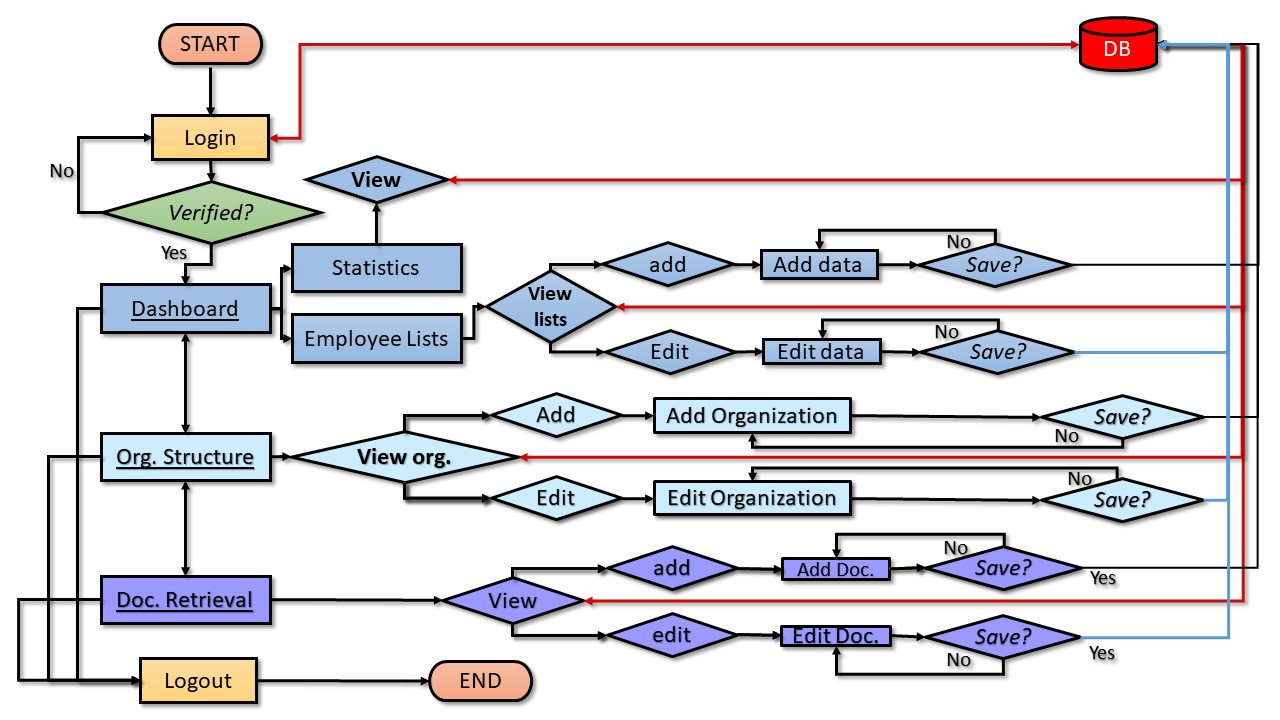 START
DB
Login
No
View
Verified?
Yes
Statistics
add
Add data
No
Save?
Dashboard
View
lists
Employee Lists
Edit
Edit data
No
Save?
Add
Add Organization
Save?
No
Org. Structure
View org.
Edit
Edit Organization
No
Save?
add
Add Doc.
No
Save?
Yes
Doc. Retrieval
View
edit
Edit Doc.
Save?
No
Yes
Logout
END